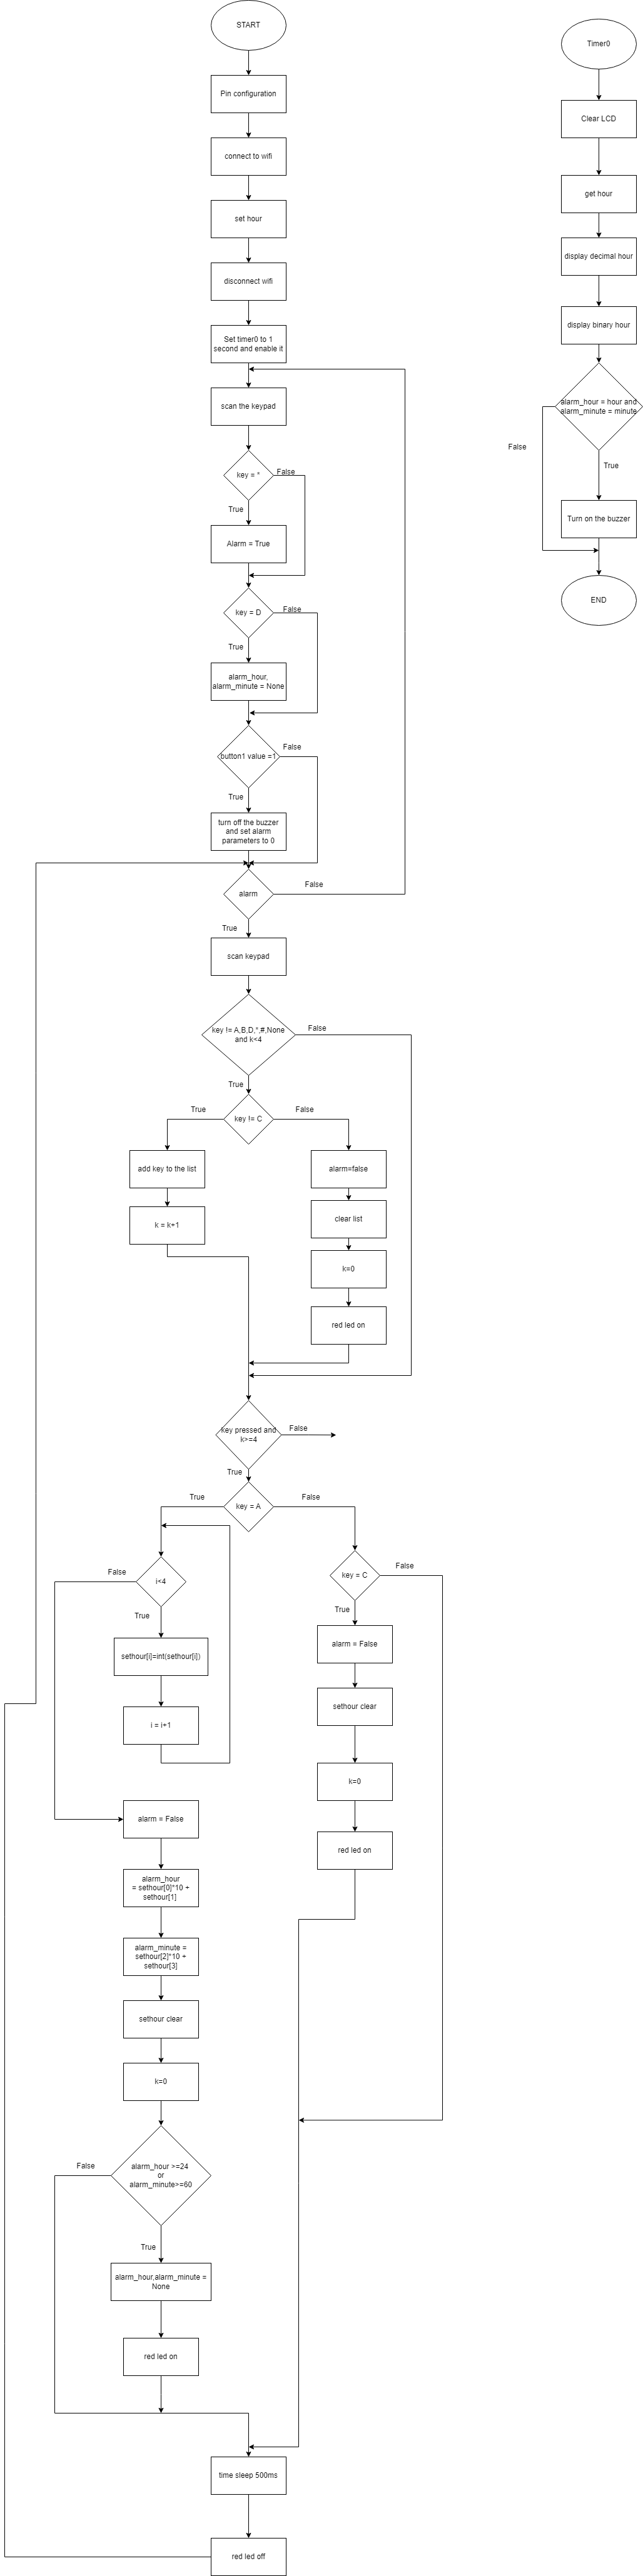 START
Pin configuration
connect to wifi
set hour
disconnect wifi
Set timer0 to 1
second and enable it
scan the keypad
key = *
False
True
Alarm = True
key = D
False
True
alarm_hour,
alarm_minute = None
button1 value =1
False
True
turn off the buzzer
and set alarm
parameters to 0
alarm
False
True
scan keypad
key != A,B,D,*,#,None
and k<4
False
True
key != C
True
False
add key to the list
k = k+1
alarm=false
clear list
k=0
red led on
key pressed and
k>=4
False
True
key = A
True
False
i<4
False
True
sethour[i]=int(sethour[i])
i = i+1
key = C
False
True
alarm = False
sethour clear
k=0
red led on
alarm = False
alarm_hour
= sethour[0]*10 +
sethour[1]
alarm_minute =
sethour[2]*10 +
sethour[3]
sethour clear
k=0
alarm_hour >=24
or
alarm_minute>=60
False
True
alarm_hour,alarm_minute =
None
red led on
time sleep 500ms
red led off
Timer0
Clear LCD
get hour
display decimal hour
display binary hour
alarm_hour = hour and
alarm_minute = minute
False
True
Turn on the buzzer
END